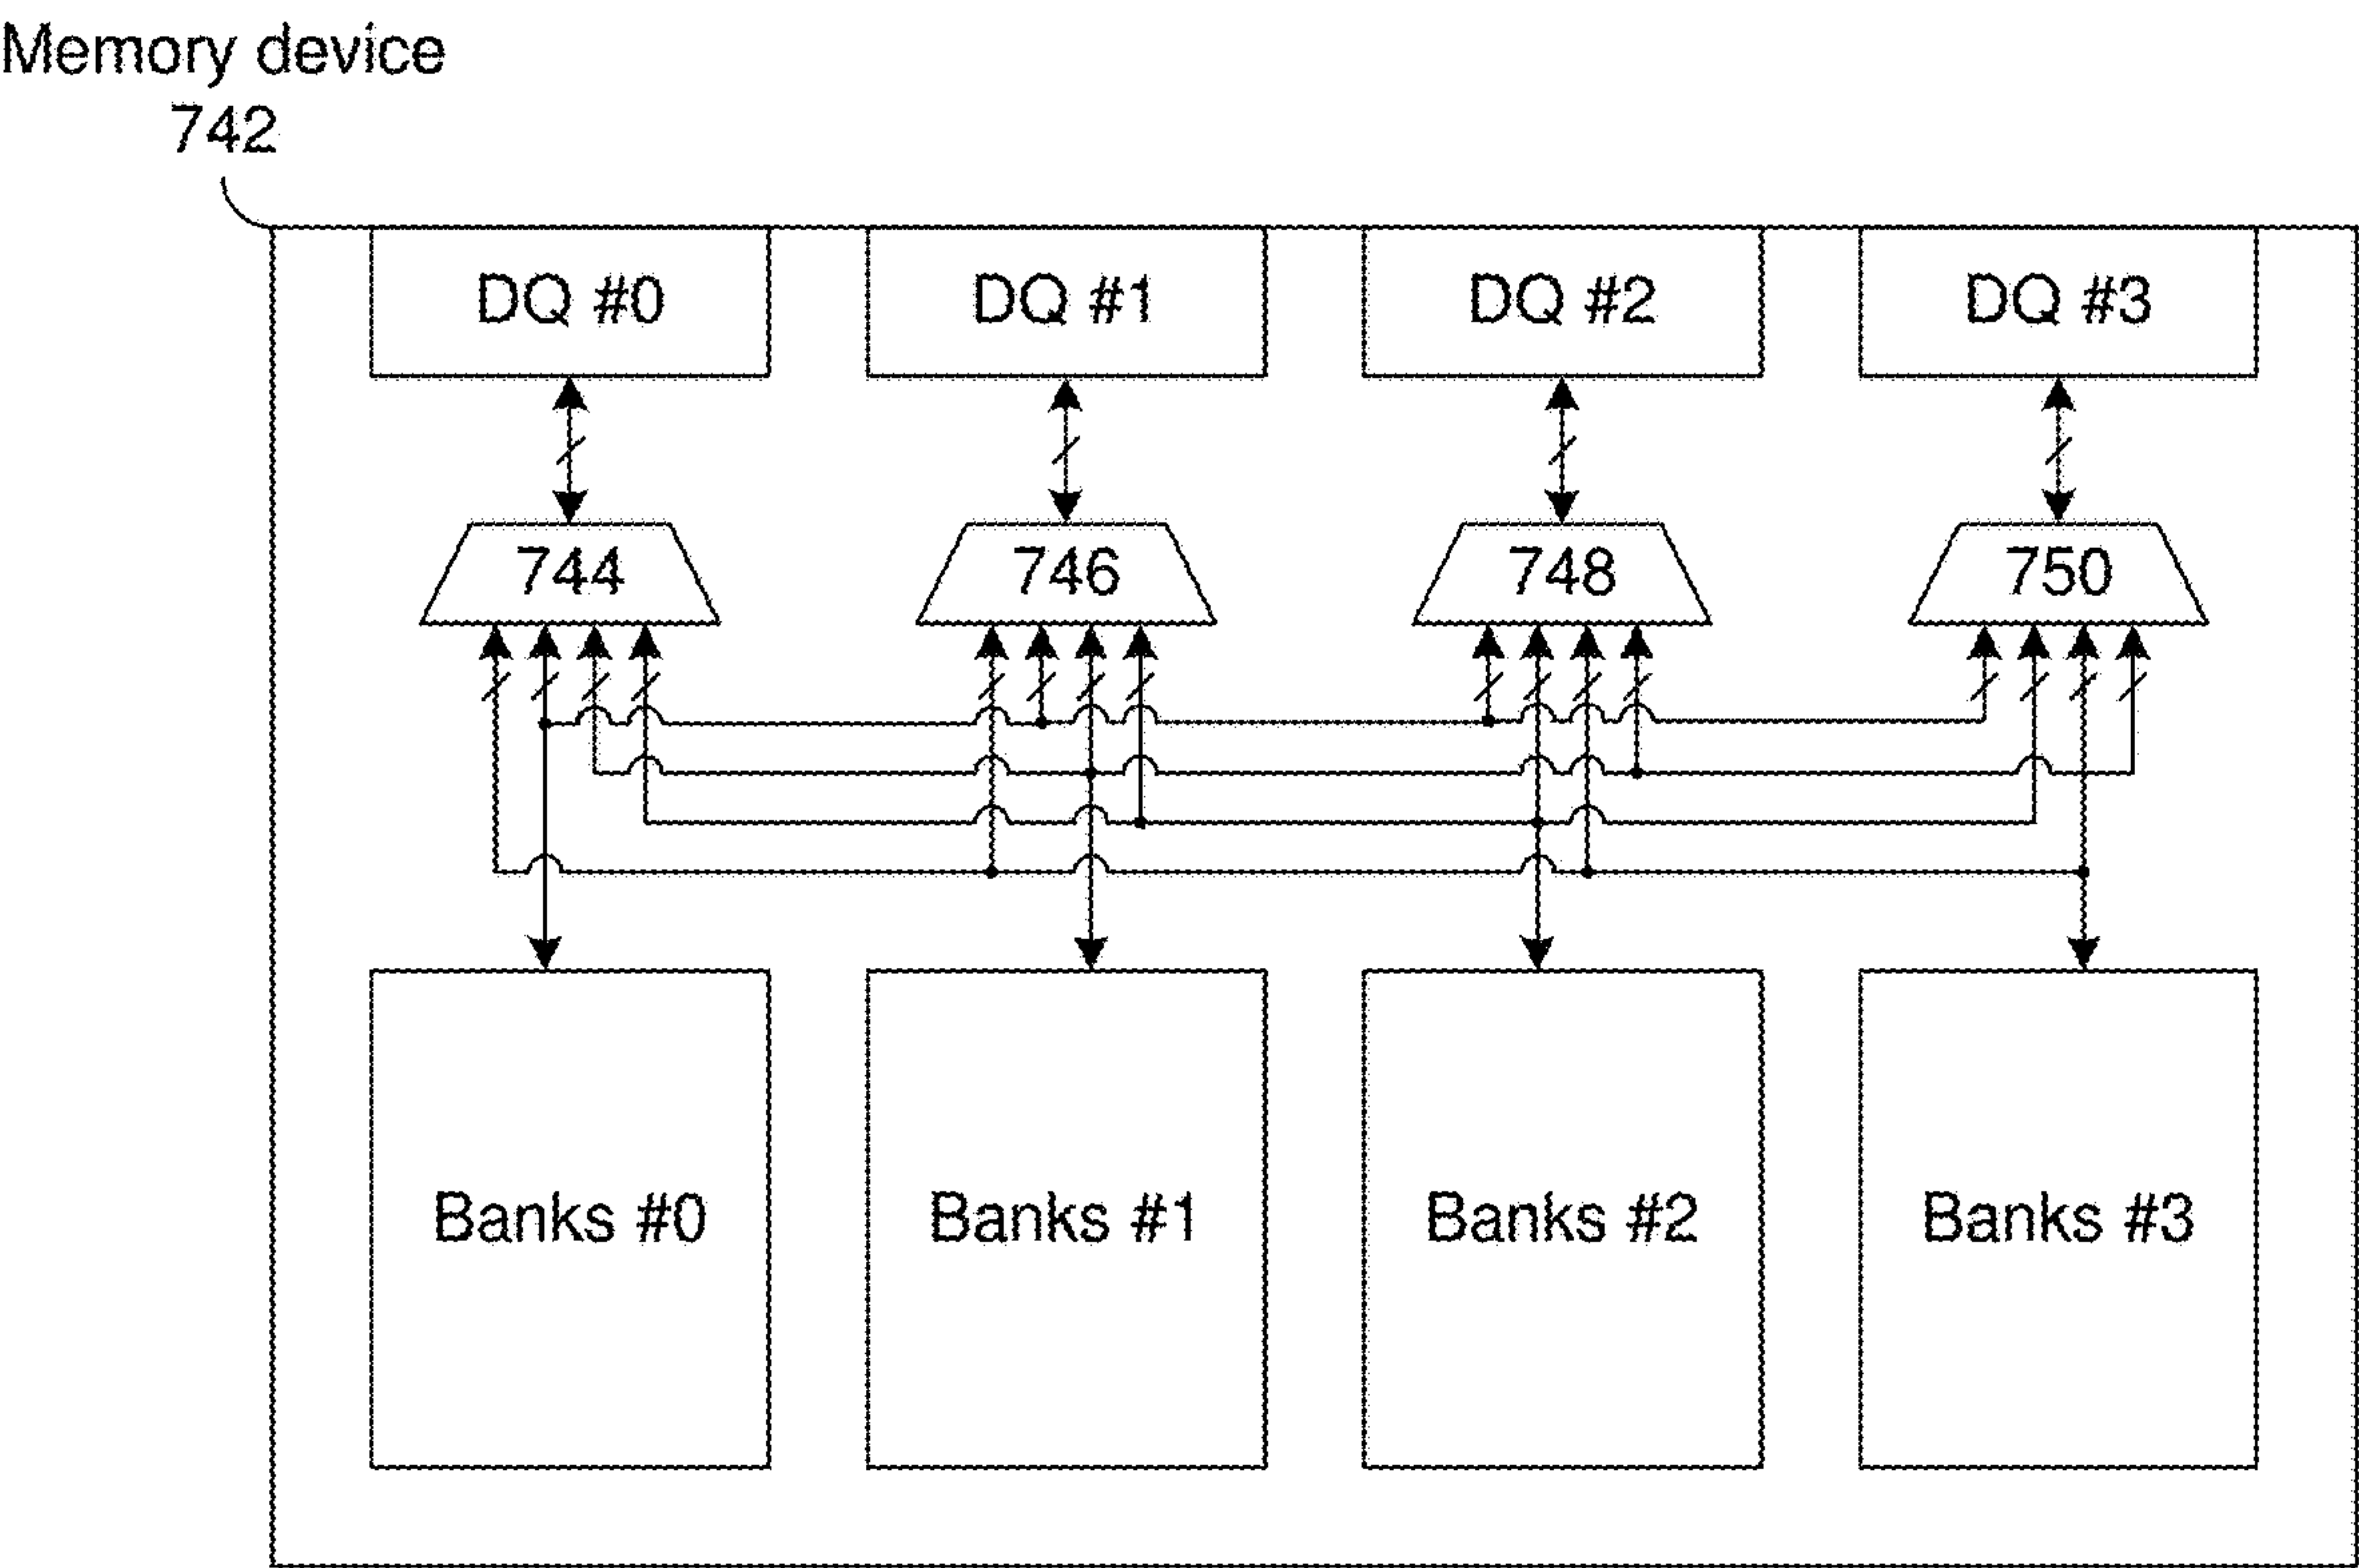 Memory device
742
DQ #0
DQ #1
DQ #2
DQ #3
744
746
748
750
Banks #0
Banks #1
Banks #2
Banks #3